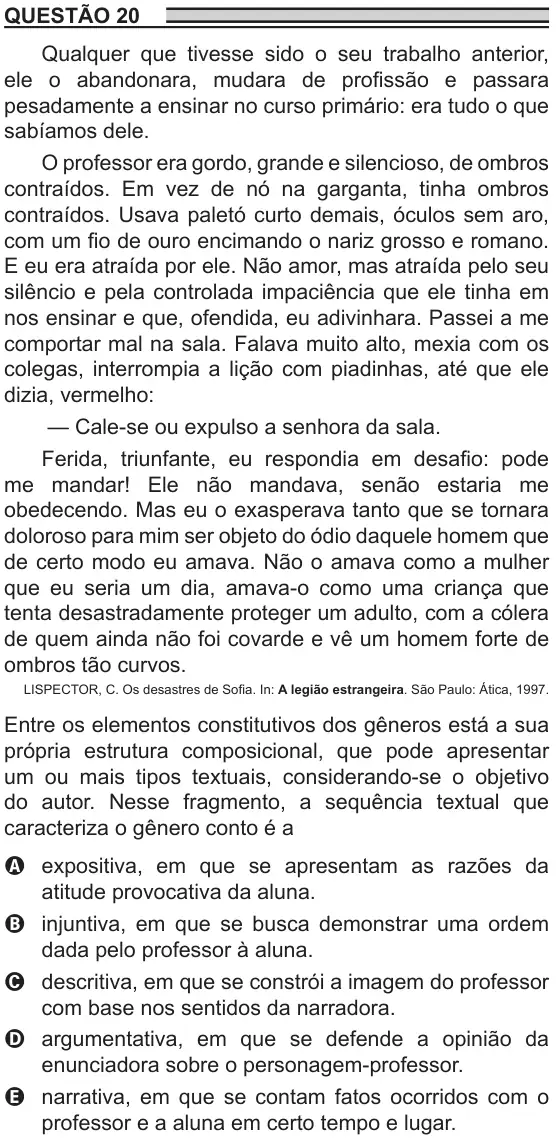 QUESTÃO 20
Qualquer que tivesse sido o seu trabalho anterior,
ele o abandonara, mudara de profissão e passara
pesadamente a ensinar no curso primário: era tudo o que
sabíamos dele.
O professor era gordo, grande e silencioso, de ombros
contraídos. Em vez de nó na garganta, tinha ombros
contraídos. Usava paletó curto demais, óculos sem aro,
com um fio de ouro encimando o nariz grosso e romano.
E eu era atraída por ele. Não amor, mas atraída pelo seu
silêncio e pela controlada impaciência que ele tinha em
nos ensinar e que, ofendida, eu adivinhara. Passei a me
comportar mal na sala. Falava muito alto, mexia com os
colegas, interrompia a lição com piadinhas, até que ele
dizia, vermelho:
— Cale-se ou expulso a senhora da sala.
Ferida, triunfante, eu respondia em desafio: pode
me mandar! Ele não mandava, senão estaria me
obedecendo. Mas eu o exasperava tanto que se tornara
doloroso para mim ser objeto do ódio daquele homem que
de certo modo eu amava. Não o amava como a mulher
que eu seria um dia, amava-o como uma criança que
tenta desastradamente proteger um adulto, com a cólera
de quem ainda não foi covarde e vê um homem forte de
ombros tão curvos.
LISPECTOR, C. Os desastres de Sofia. In: A legião estrangeira. São Paulo: Ática, 1997.
Entre os elementos constitutivos dos gêneros está a sua
própria estrutura composicional, que pode apresentar
um ou mais tipos textuais, considerando-se o objetivo
do autor. Nesse fragmento, a sequência textual que
caracteriza o gênero conto é a
A expositiva, em que se apresentam as razões da
atitude provocativa da aluna.
B injuntiva, em que se busca demonstrar uma ordem
dada pelo professor à aluna.
C descritiva, em que se constrói a imagem do professor
com base nos sentidos da narradora.
D argumentativa, em que se defende a opinião da
enunciadora sobre o personagem-professor.
E narrativa, em que se contam fatos ocorridos com o
professor e a aluna em certo tempo e lugar.